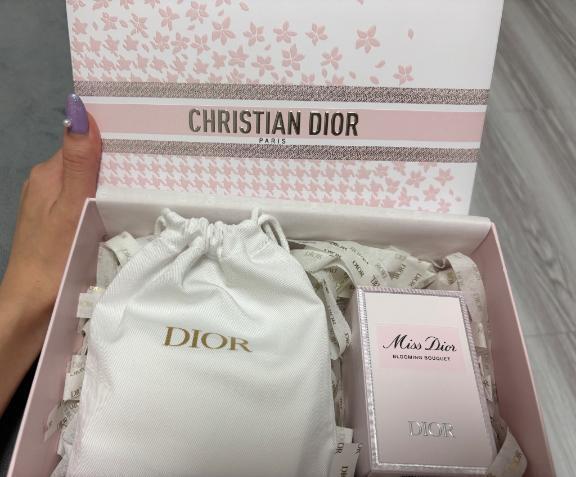 CHRISTIAN DIOR
PARIS
DIOR
Miss Dior
BLOOMING BOUQUET
DIOR